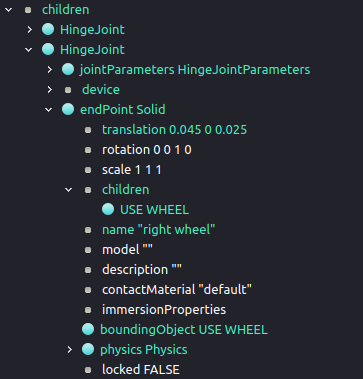 children
HingeJoint
HingeJoint
jointParameters HingeJointParameters
device
endPoint Solid
translation 0.045 0 0.025
rotation 0 0 1 0
scale 1 1 1
children
USE WHEEL
name "right wheel"
model ""
description ""
contactMaterial "default"
immersionProperties
boundingObject USE WHEEL
physics Physics
locked FALSE